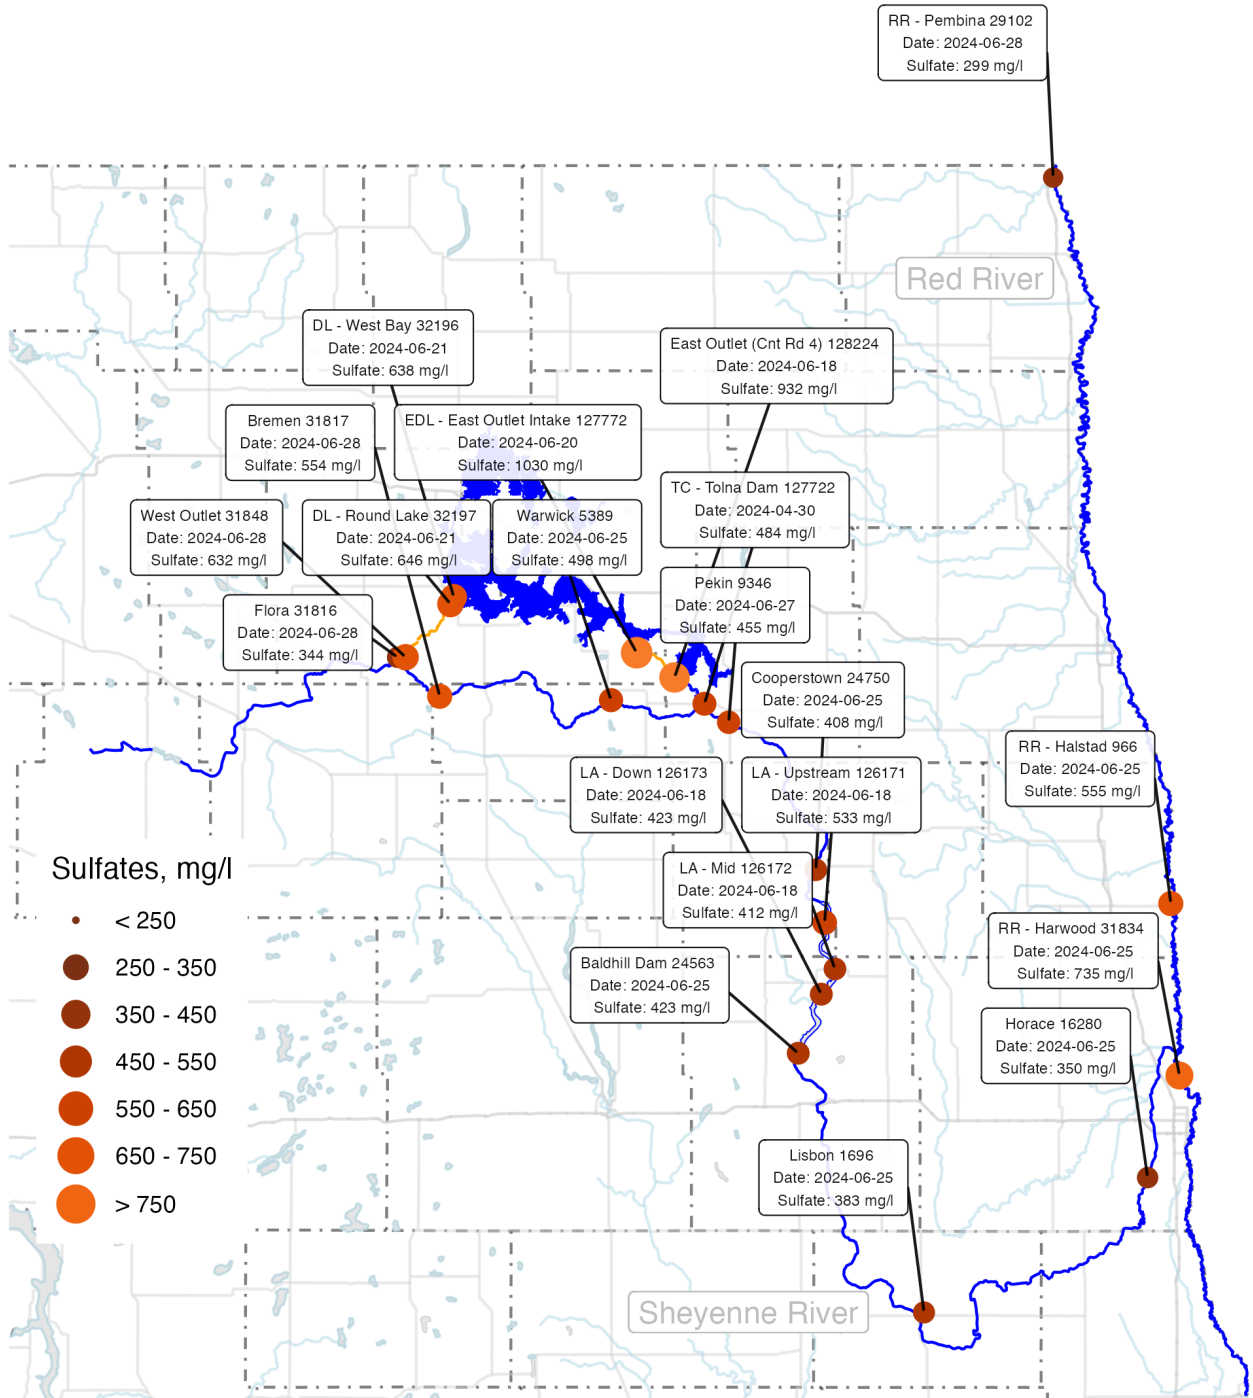 RR - Pembina 29102
Date: 2024-06-28
Sulfate: 299 mg/l
Red River
DL - West Bay 32196
Date: 2024-06-21
Sulfate: 638 mg/l
East Outlet (Cnt Rd 4) 128224
Date: 2024-06-18
Sulfate: 932 mg/l
Bremen 31817
Date: 2024-06-28
Sulfate: 554 mg/l
EDL - East Outlet Intake 127772
Date: 2024-06-20
Sulfate: 1030 mg/l
TC - Tolna Dam 127722
Date: 2024-04-30
Sulfate: 484 mg/l
West Outlet 31848
Date: 2024-06-28
Sulfate: 632 mg/l
DL - Round Lake 32197
Date: 2024-06-21
Sulfate: 646 mg/l
Warwick 5389
Date: 2024-06-25
Sulfate: 498 mg/l
Pekin 9346
Date: 2024-06-27
Sulfate: 455 mg/l
Flora 31816
Date: 2024-06-28
Sulfate: 344 mg/l
Cooperstown 24750
Date: 2024-06-25
Sulfate: 408 mg/l
RR - Halstad 966
Date: 2024-06-25
Sulfate: 555 mg/l
LA - Down 126173
Date: 2024-06-18
Sulfate: 423 mg/l
LA - Upstream 126171
Date: 2024-06-18
Sulfate: 533 mg/l
LA - Mid 126172
Date: 2024-06-18
Sulfate: 412 mg/l
RR - Harwood 31834
Date: 2024-06-25
Sulfate: 735 mg/l
Baldhill Dam 24563
Date: 2024-06-25
Sulfate: 423 mg/l
Horace 16280
Date: 2024-06-25
Sulfate: 350 mg/l
Lisbon 1696
Date: 2024-06-25
Sulfate: 383 mg/l
Sheyenne River
Sulfates, mg/l
< 250
250 - 350
350 - 450
450 - 550
550 - 650
650 - 750
> 750